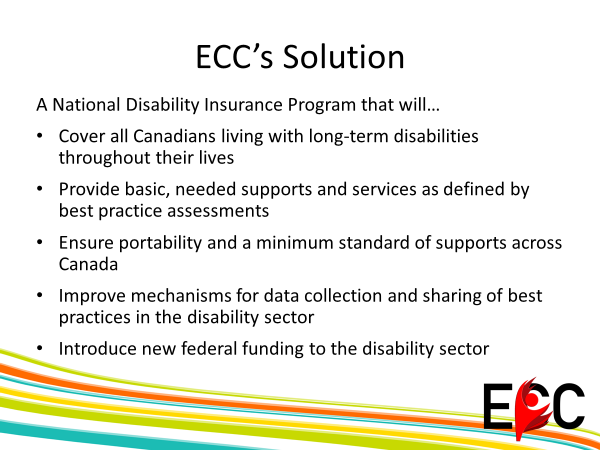 ECC’s Solution
A National Disability Insurance Program that will…
• Cover all Canadians living with long-term disabilities
throughout their lives
• Provide basic, needed supports and services as defined by
best practice assessments
• Ensure portability and a minimum standard of supports across
Canada
• Improve mechanisms for data collection and sharing of best
practices in the disability sector
• Introduce new federal funding to the disability sector
ECC